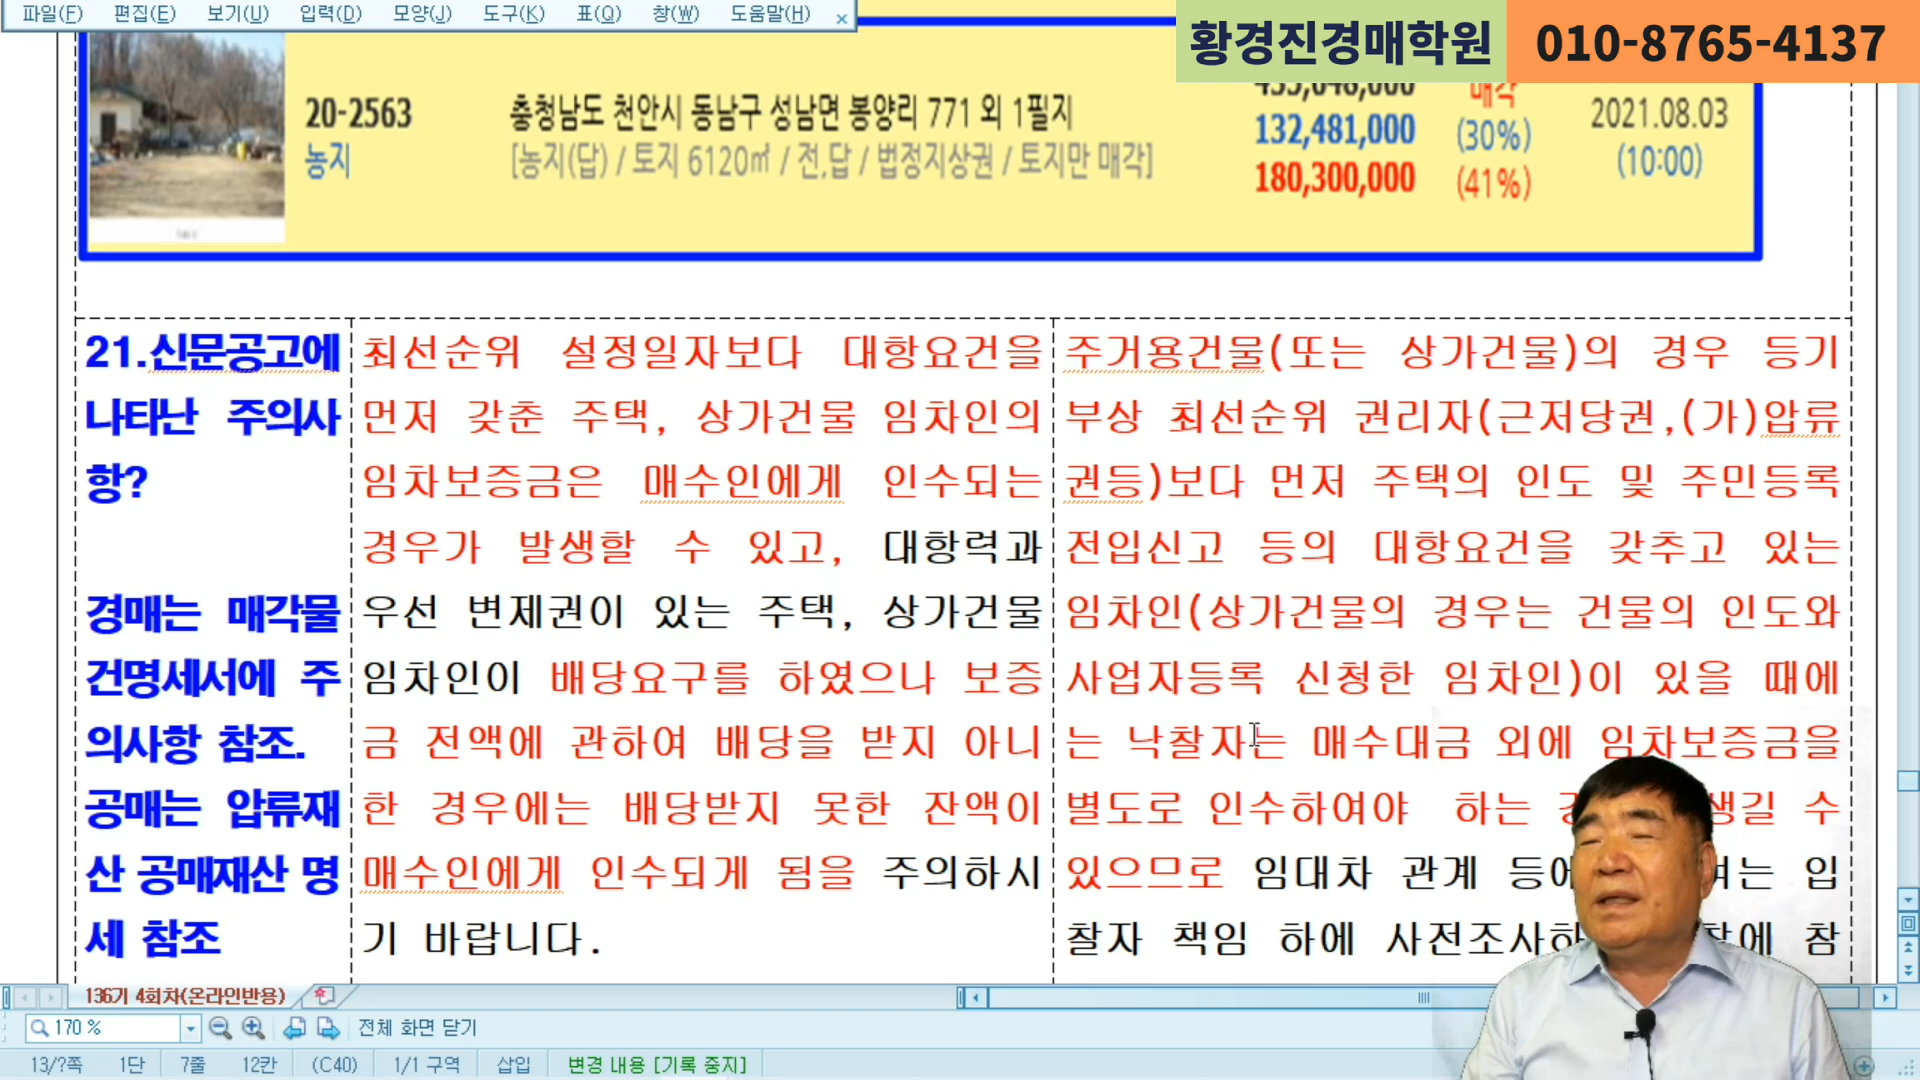 파일(F) 편집(E) 보기(U) 입력(D) 모양(J) 도구(K) 표(Q) 창(W) 도움말(H)
황경진경매학원 010-8765-4137
매각
20-2563 충청남도 천안시 동남구 성남면 봉양리 771 외 1필지 132,481,000 (30%) 2021.08.03
농지 [농지(답) / 토지 6120㎡ / 전,답 / 법정지상권 / 토지만 매각] 180,300,000 (41%) (10:00)
21.신문공고에
나타난 주의사
항?
경매는 매각물
건명세서에 주
의사항 참조.
공매는 압류재
산 공매재산 명
세 참조
최선순위 설정일자보다 대항요건을
먼저 갖춘 주택, 상가건물 임차인의
임차보증금은 매수인에게 인수되는
경우가 발생할 수 있고, 대항력과
우선 변제권이 있는 주택, 상가건물
임차인이 배당요구를 하였으나 보증
금 전액에 관하여 배당을 받지 아니
한 경우에는 배당받지 못한 잔액이
매수인에게 인수되게 됨을 주의하시
기 바랍니다.
주거용건물(또는 상가건물)의 경우 등기
부상 최선순위 권리자(근저당권,(가)압류
권등)보다 먼저 주택의 인도 및 주민등록
전입신고 등의 대항요건을 갖추고 있는
임차인(상가건물의 경우는 건물의 인도와
사업자등록 신청한 임차인)이 있을 때에
는 낙찰자는 매수대금 외에 임차보증금을
별도로 인수하여야 하는 생길 수
있으므로 임대차 관계 등에 여는 입
찰자 책임 하에 사전조사하 참
136기 4회차(온라인반용)
170 % 전체 화면 닫기
13/?쪽 1단 7줄 12칸 (C40) 1/1 구역 삽입 변경 내용 [기록 중지]